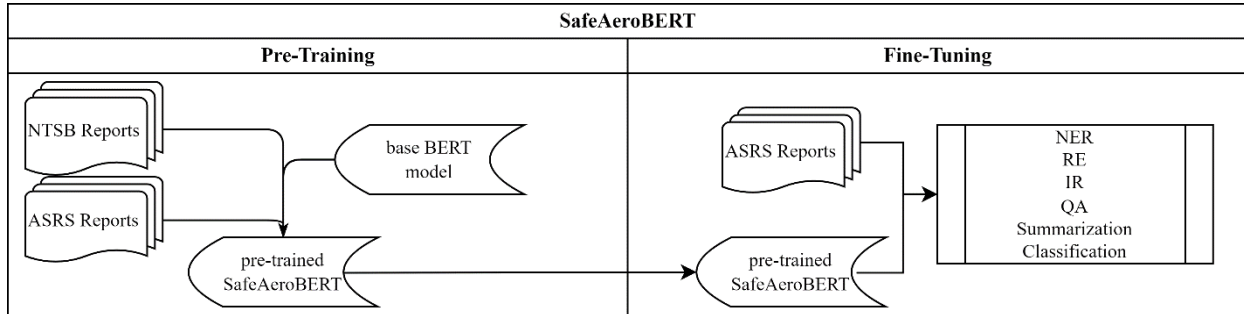 SafeAeroBERT
Pre-Training
Fine-Tuning
NTSB Reports
ASRS Reports
base BERT
model
pre-trained
SafeAeroBERT
ASRS Reports
pre-trained
SafeAeroBERT
NER
RE
IR
QA
Summarization
Classification